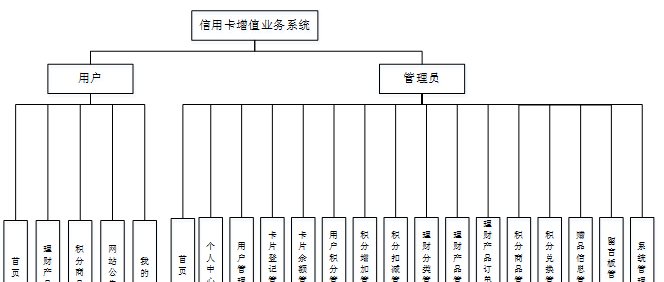 信用卡增值业务系统
用户
管理员
首页
理财产
积分商
网站公
我的
首页
个人中
用户管理
卡片登记管
卡片余额管
用户积分管
积分增加管
积分扣减管
理财分类管
理财产品管
理财产品订单
积分商品管
积分兑换管
赠品信息管
留言板管
系统管理